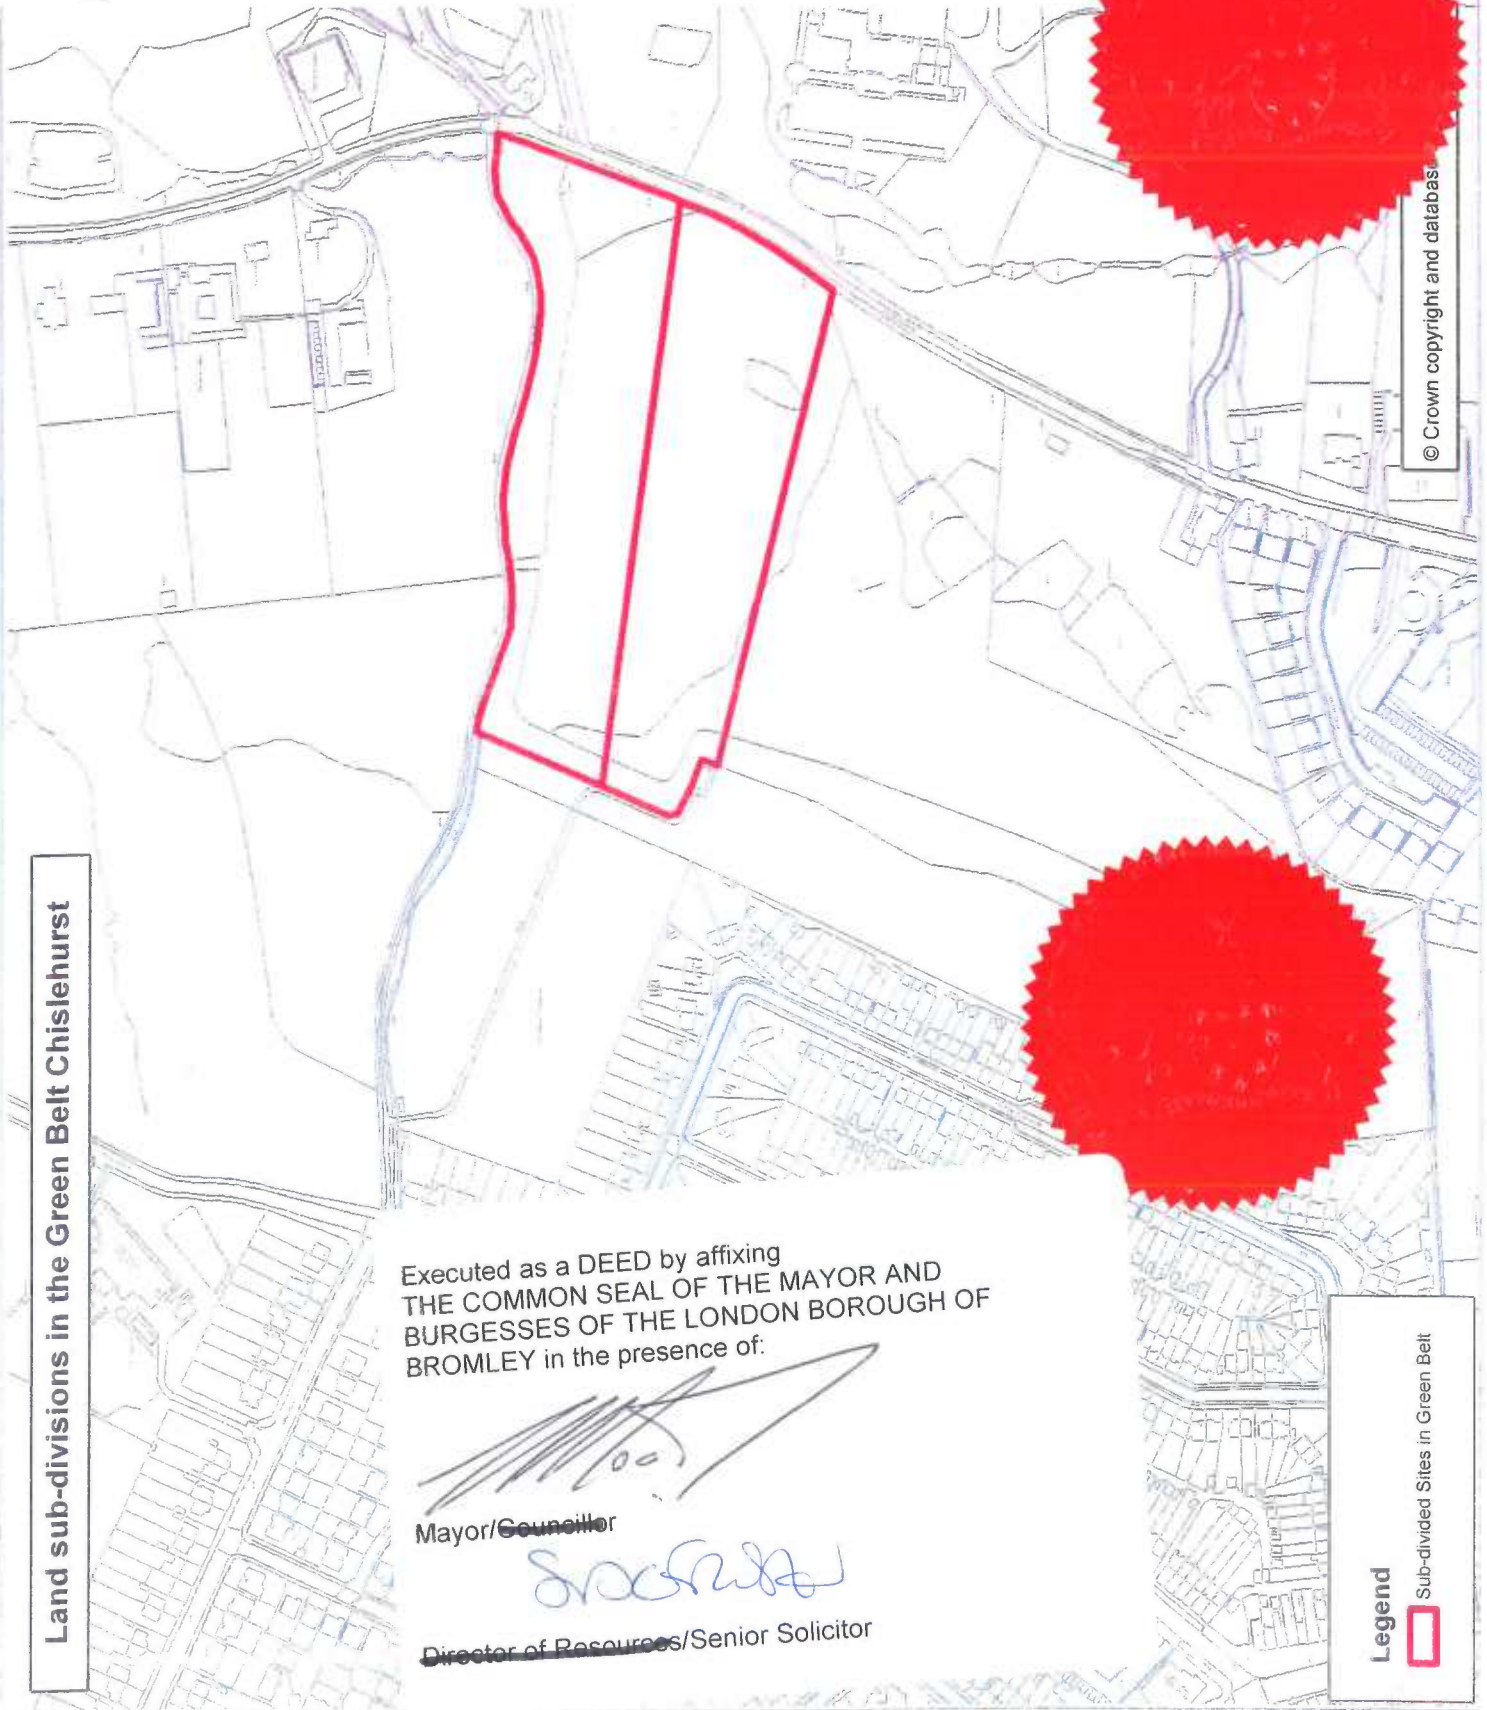 Land sub-divisions in the Green Belt Chislehurst
© Crown copyright and databas
Executed as a DEED by affixing
THE COMMON SEAL OF THE MAYOR AND
BURGESSES OF THE LONDON BOROUGH OF
BROMLEY in the presence of:
Mayor/Councillor
Director of Resources/Senior Solicitor
Legend
Sub-divided Sites in Green Belt